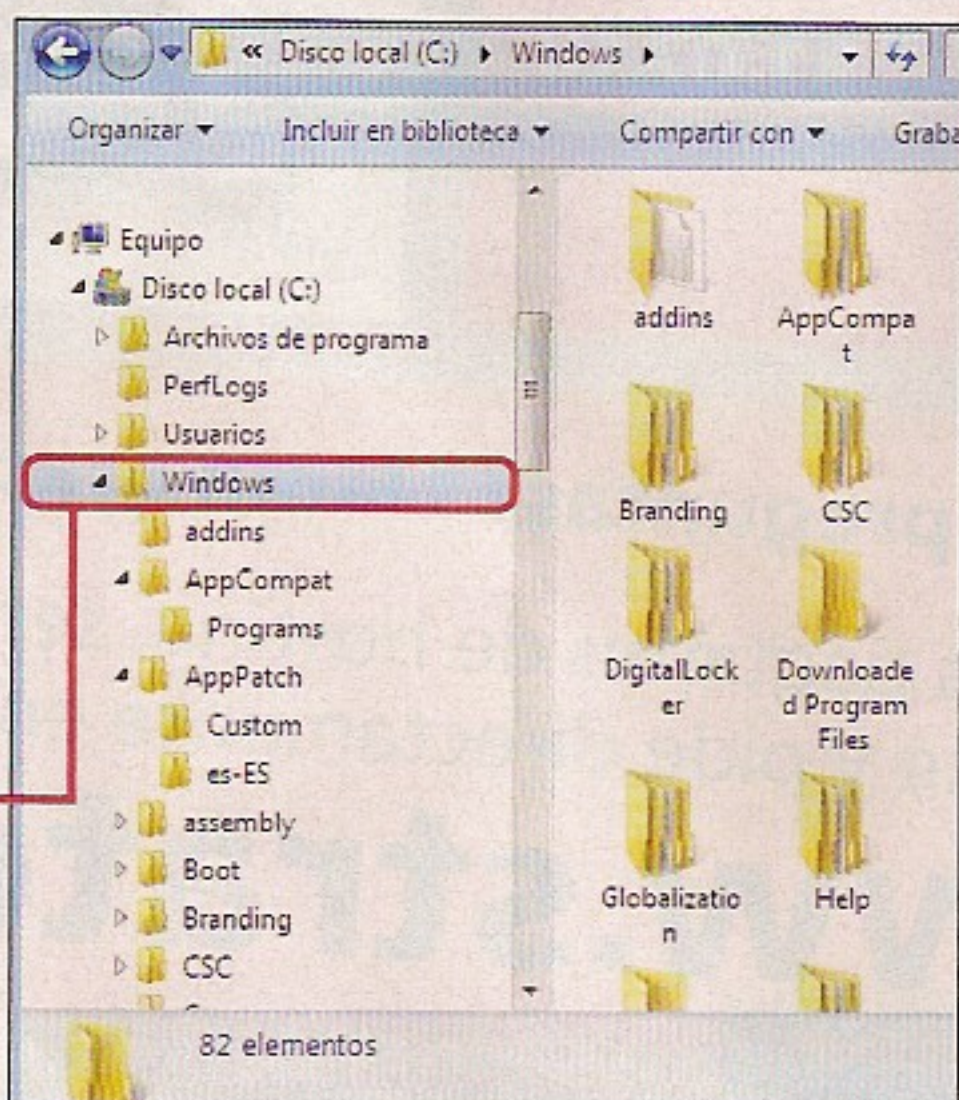 « Disco local (C:) ▸ Windows ▸
Organizar Incluir en biblioteca Compartir con Graba
Equipo
Disco local (C:)
Archivos de programa
PerfLogs
Usuarios
Windows
addins
AppCompat
Programs
AppPatch
Custom
es-ES
assembly
Boot
Branding
CSC
addins
AppCompa
t
Branding
CSC
DigitalLock
er
Downloade
d Program
Files
Globalizatio
n
Help
82 elementos